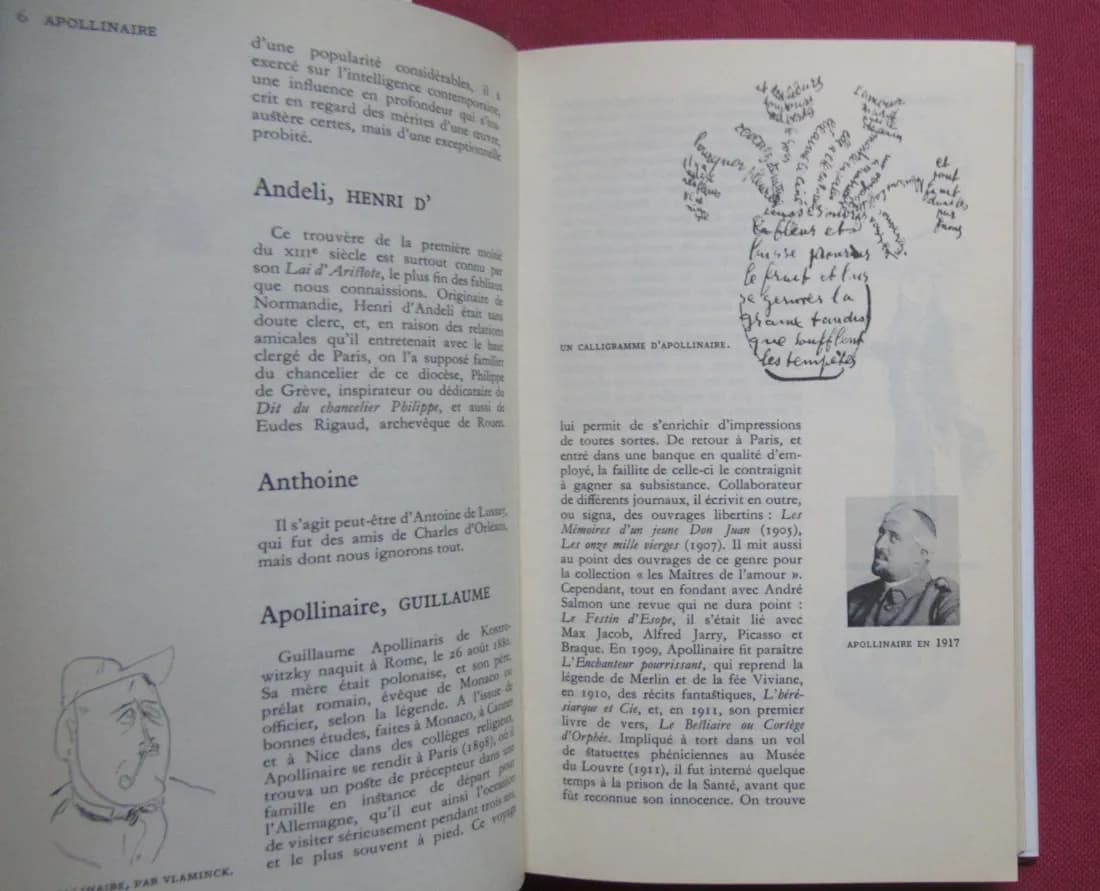 6 APOLLINAIRE
d'une popularité considérables, il a
exercé sur l'intelligence contemporaine,
une influence en profondeur qui s'ins-
crit en regard des mérites d'une œuvre,
austère certes, mais d'une exceptionnelle
probité.
Andeli, HENRI D'
Ce trouvère de la première moitié
du XIIIe siècle est surtout connu par
son Lai d'Aristote, le plus fin des fabliaux
que nous connaissions. Originaire de
Normandie, Henri d'Andeli était sans
doute clerc, et, en raison des relations
amicales qu'il entretenait avec le haut
clergé de Paris, on l'a supposé familier
du chancelier de ce diocèse, Philippe
de Grève, inspirateur ou dédicataire du
Dit du chancelier Philippe, et aussi de
Eudes Rigaud, archevêque de Rouen.
Anthoine
Il s'agit peut-être d'Antoine de
qui fut des amis de Charles d'Orléans,
mais dont nous ignorons tout.
Apollinaire, GUILLAUME
Guillaume Apollinaris de Kostro-
witzky naquit à Rome, le 26 août 1880.
Sa mère était polonaise, et son père,
prélat romain, évêque de Monaco ou
officier, selon la légende. A l'issue de
bonnes études, faites à Monaco, à Cannes
et à Nice dans des collèges religieux,
Apollinaire se rendit à Paris (1898), où il
trouva un poste de précepteur dans une
famille en instance de départ pour
l'Allemagne, qu'il eut ainsi l'occasion
de visiter sérieusement pendant trois ans,
et le plus souvent à pied. Ce voyage
INAIRE, PAR VLAMINCK.
la fleur et
laisse pourrir
le fruit et
la
graine tandis
que soufflent
les tempêtes
UN CALLIGRAMME D'APOLLINAIRE.
lui permit de s'enrichir d'impressions
de toutes sortes. De retour à Paris, et
entré dans une banque en qualité d'em-
ployé, la faillite de celle-ci le contraignit
à gagner sa subsistance. Collaborateur
de différents journaux, il écrivit en outre,
ou signa, des ouvrages libertins : Les
Mémoires d'un jeune Don Juan (1905),
Les onze mille vierges (1907). Il mit aussi
au point des ouvrages de ce genre pour
la collection « les Maîtres de l'amour ».
Cependant, tout en fondant avec André
Salmon une revue qui ne dura point :
Le Festin d'Esope, il s'était lié avec
Max Jacob, Alfred Jarry, Picasso et
Braque. En 1909, Apollinaire fit paraître
L'Enchanteur pourrissant, qui reprend la
légende de Merlin et de la fée Viviane,
en 1910, des récits fantastiques, L'héré-
siarque et Cie, et, en 1911, son premier
livre de vers, Le Bestiaire ou Cortège
d'Orphée. Impliqué à tort dans un vol
de statuettes phéniciennes au Musée
du Louvre (1911), il fut interné quelque
temps à la prison de la Santé, avant que
fût reconnue son innocence. On trouve
APOLLINAIRE EN 1917